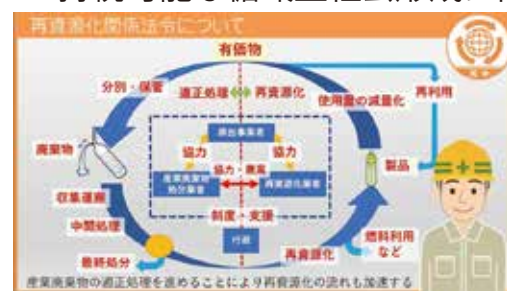 再資源化関係法令について
有価物
分別・保管
適正処理
再資源化
使用量の減量化
再利用
廃棄物
排出事業者
協力
協力
協力・連携
産業廃棄物
処分業者
再資源化業者
製品
収集運搬
制度・支援
中間処理
行政
再資源化
燃料利用
など
最終処分
産業廃棄物の適正処理を進めることにより再資源化の流れも加速する